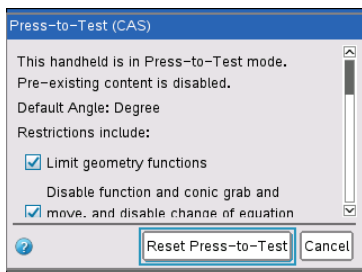 Press-to-Test (CAS)
This handheld is in Press-to-Test mode.
Pre-existing content is disabled.
Default Angle: Degree
Restrictions include:
Limit geometry functions
Disable function and conic grab and
move, and disable change of equation
?
Reset Press-to-Test
Cancel